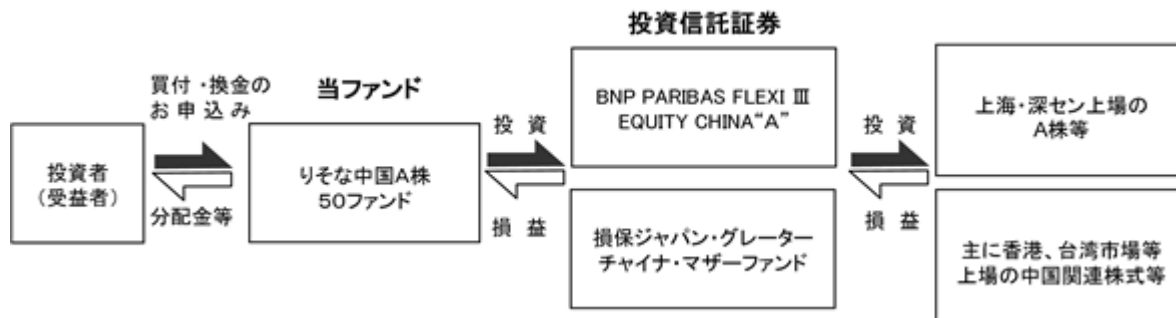 投資信託証券
買付・換金の
お申込み
当ファンド
BNP PARIBAS FLEXI Ⅲ
EQUITY CHINA“A”
上海・深セン上場の
A株等
投資
投資
投資者
(受益者)
りそな中国A株
50ファンド
分配金等
損益
損益
損保ジャパン・グレーター
チャイナ・マザーファンド
主に香港、台湾市場等
上場の中国関連株式等